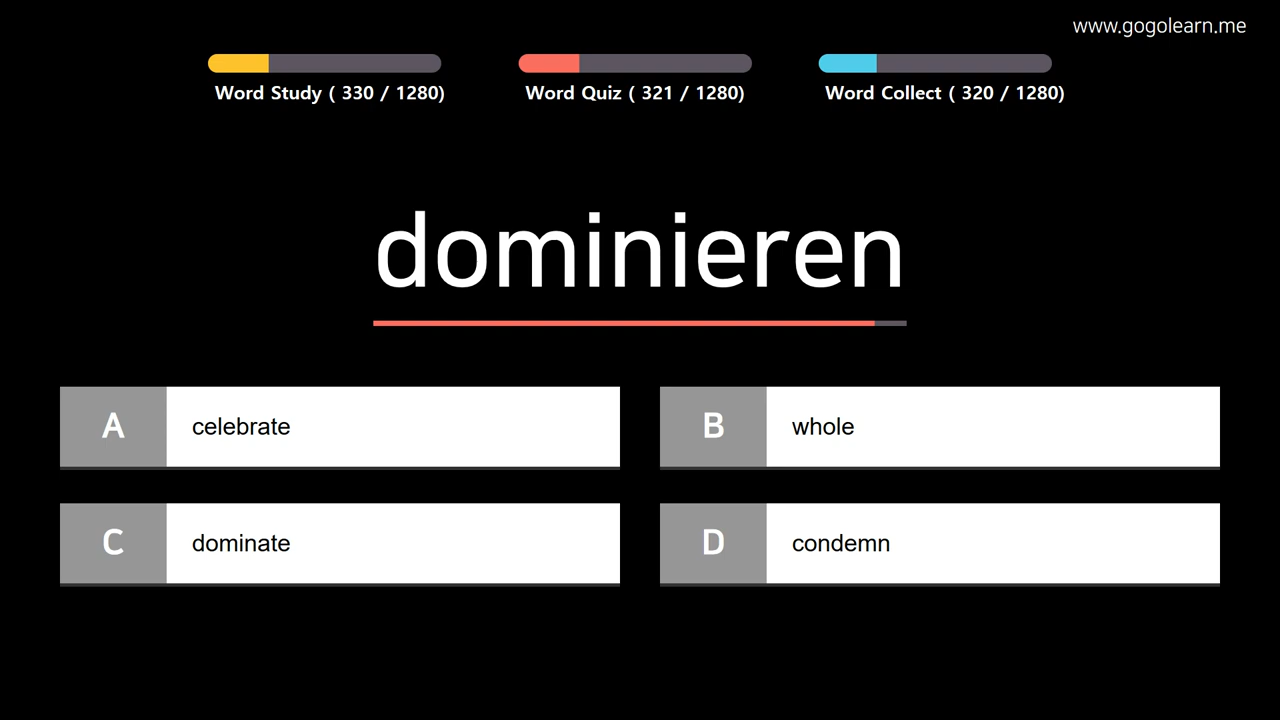 www.gogolearn.me
Word Study ( 330 / 1280)
Word Quiz ( 321 / 1280)
Word Collect ( 320 / 1280)
dominieren
A celebrate
B whole
C dominate
D condemn